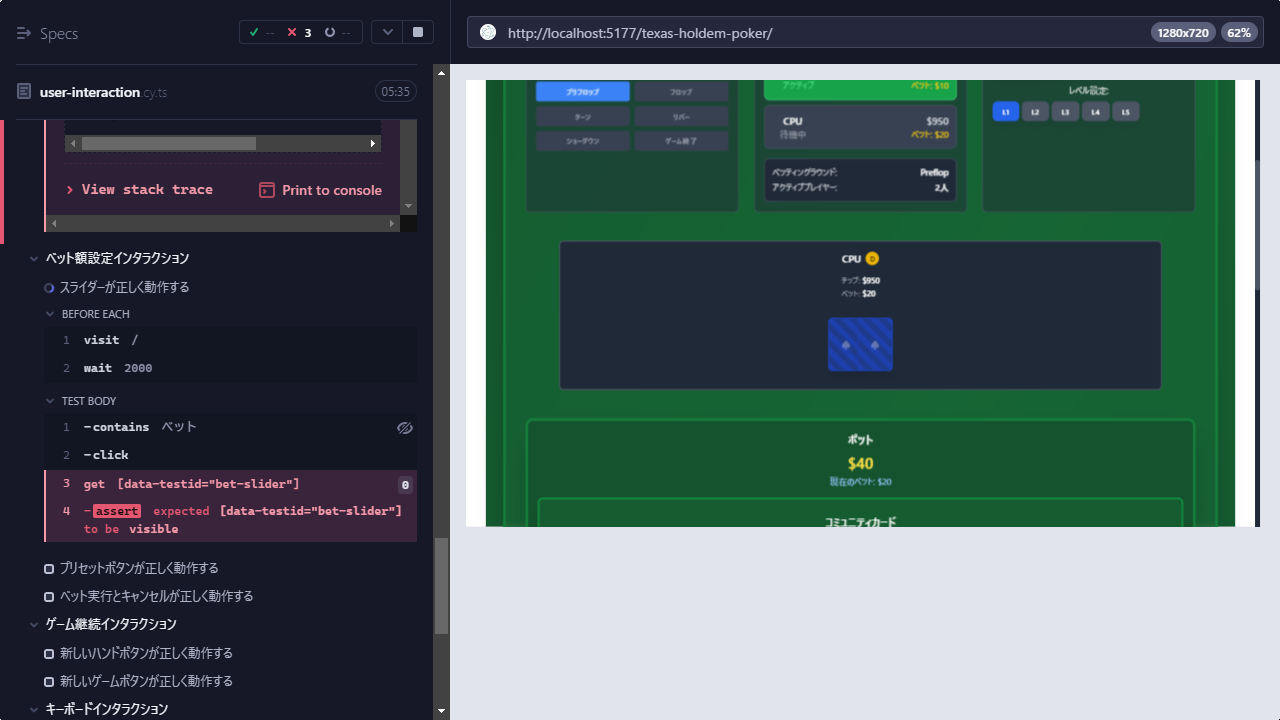 Specs
-- 3 --
user-interaction.cy.ts 05:35
View stack trace Print to console
ベット額設定インタラクション
スライダーが正しく動作する
BEFORE EACH
1 visit /
2 wait 2000
TEST BODY
1 -contains ベット
2 -click
3 get [data-testid="bet-slider"] 0
4 -assert expected [data-testid="bet-slider"]
to be visible
プリセットボタンが正しく動作する
ベット実行とキャンセルが正しく動作する
ゲーム継続インタラクション
新しいハンドボタンが正しく動作する
新しいゲームボタンが正しく動作する
キーボードインタラクション
http://localhost:5177/texas-holdem-poker/ 1280x720 62%
プリフロップ フロップ
ターン リバー
ショーダウン ゲーム終了
アクティブ ベット: $10
CPU $950
待機中 ベット: $20
ベッティングラウンド: Preflop
アクティブプレイヤー: 2人
レベル設定:
L1 L2 L3 L4 L5
CPU D
チップ: $950
ベット: $20
ポット
$40
現在のベット: $20
コミュニティカード